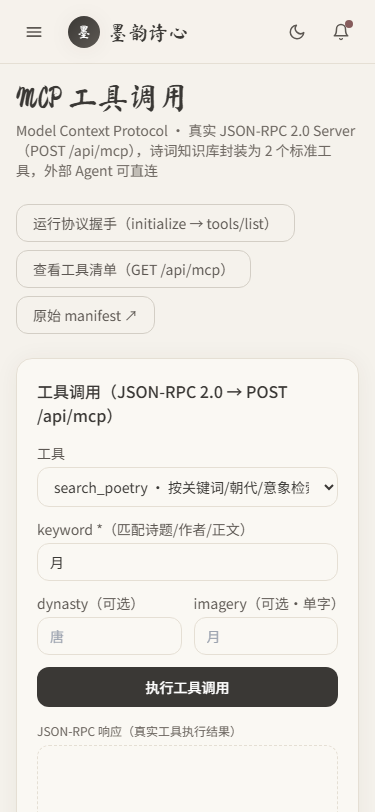 墨 墨韵诗心
MCP 工具调用
Model Context Protocol · 真实 JSON-RPC 2.0 Server
（POST /api/mcp），诗词知识库封装为 2 个标准工
具，外部 Agent 可直连
运行协议握手（initialize → tools/list）
查看工具清单（GET /api/mcp）
原始 manifest ↗
工具调用（JSON-RPC 2.0 → POST
/api/mcp）
工具
search_poetry · 按关键词/朝代/意象检
keyword *（匹配诗题/作者/正文）
月
dynasty（可选） imagery（可选·单字）
唐 月
执行工具调用
JSON-RPC 响应（真实工具执行结果）